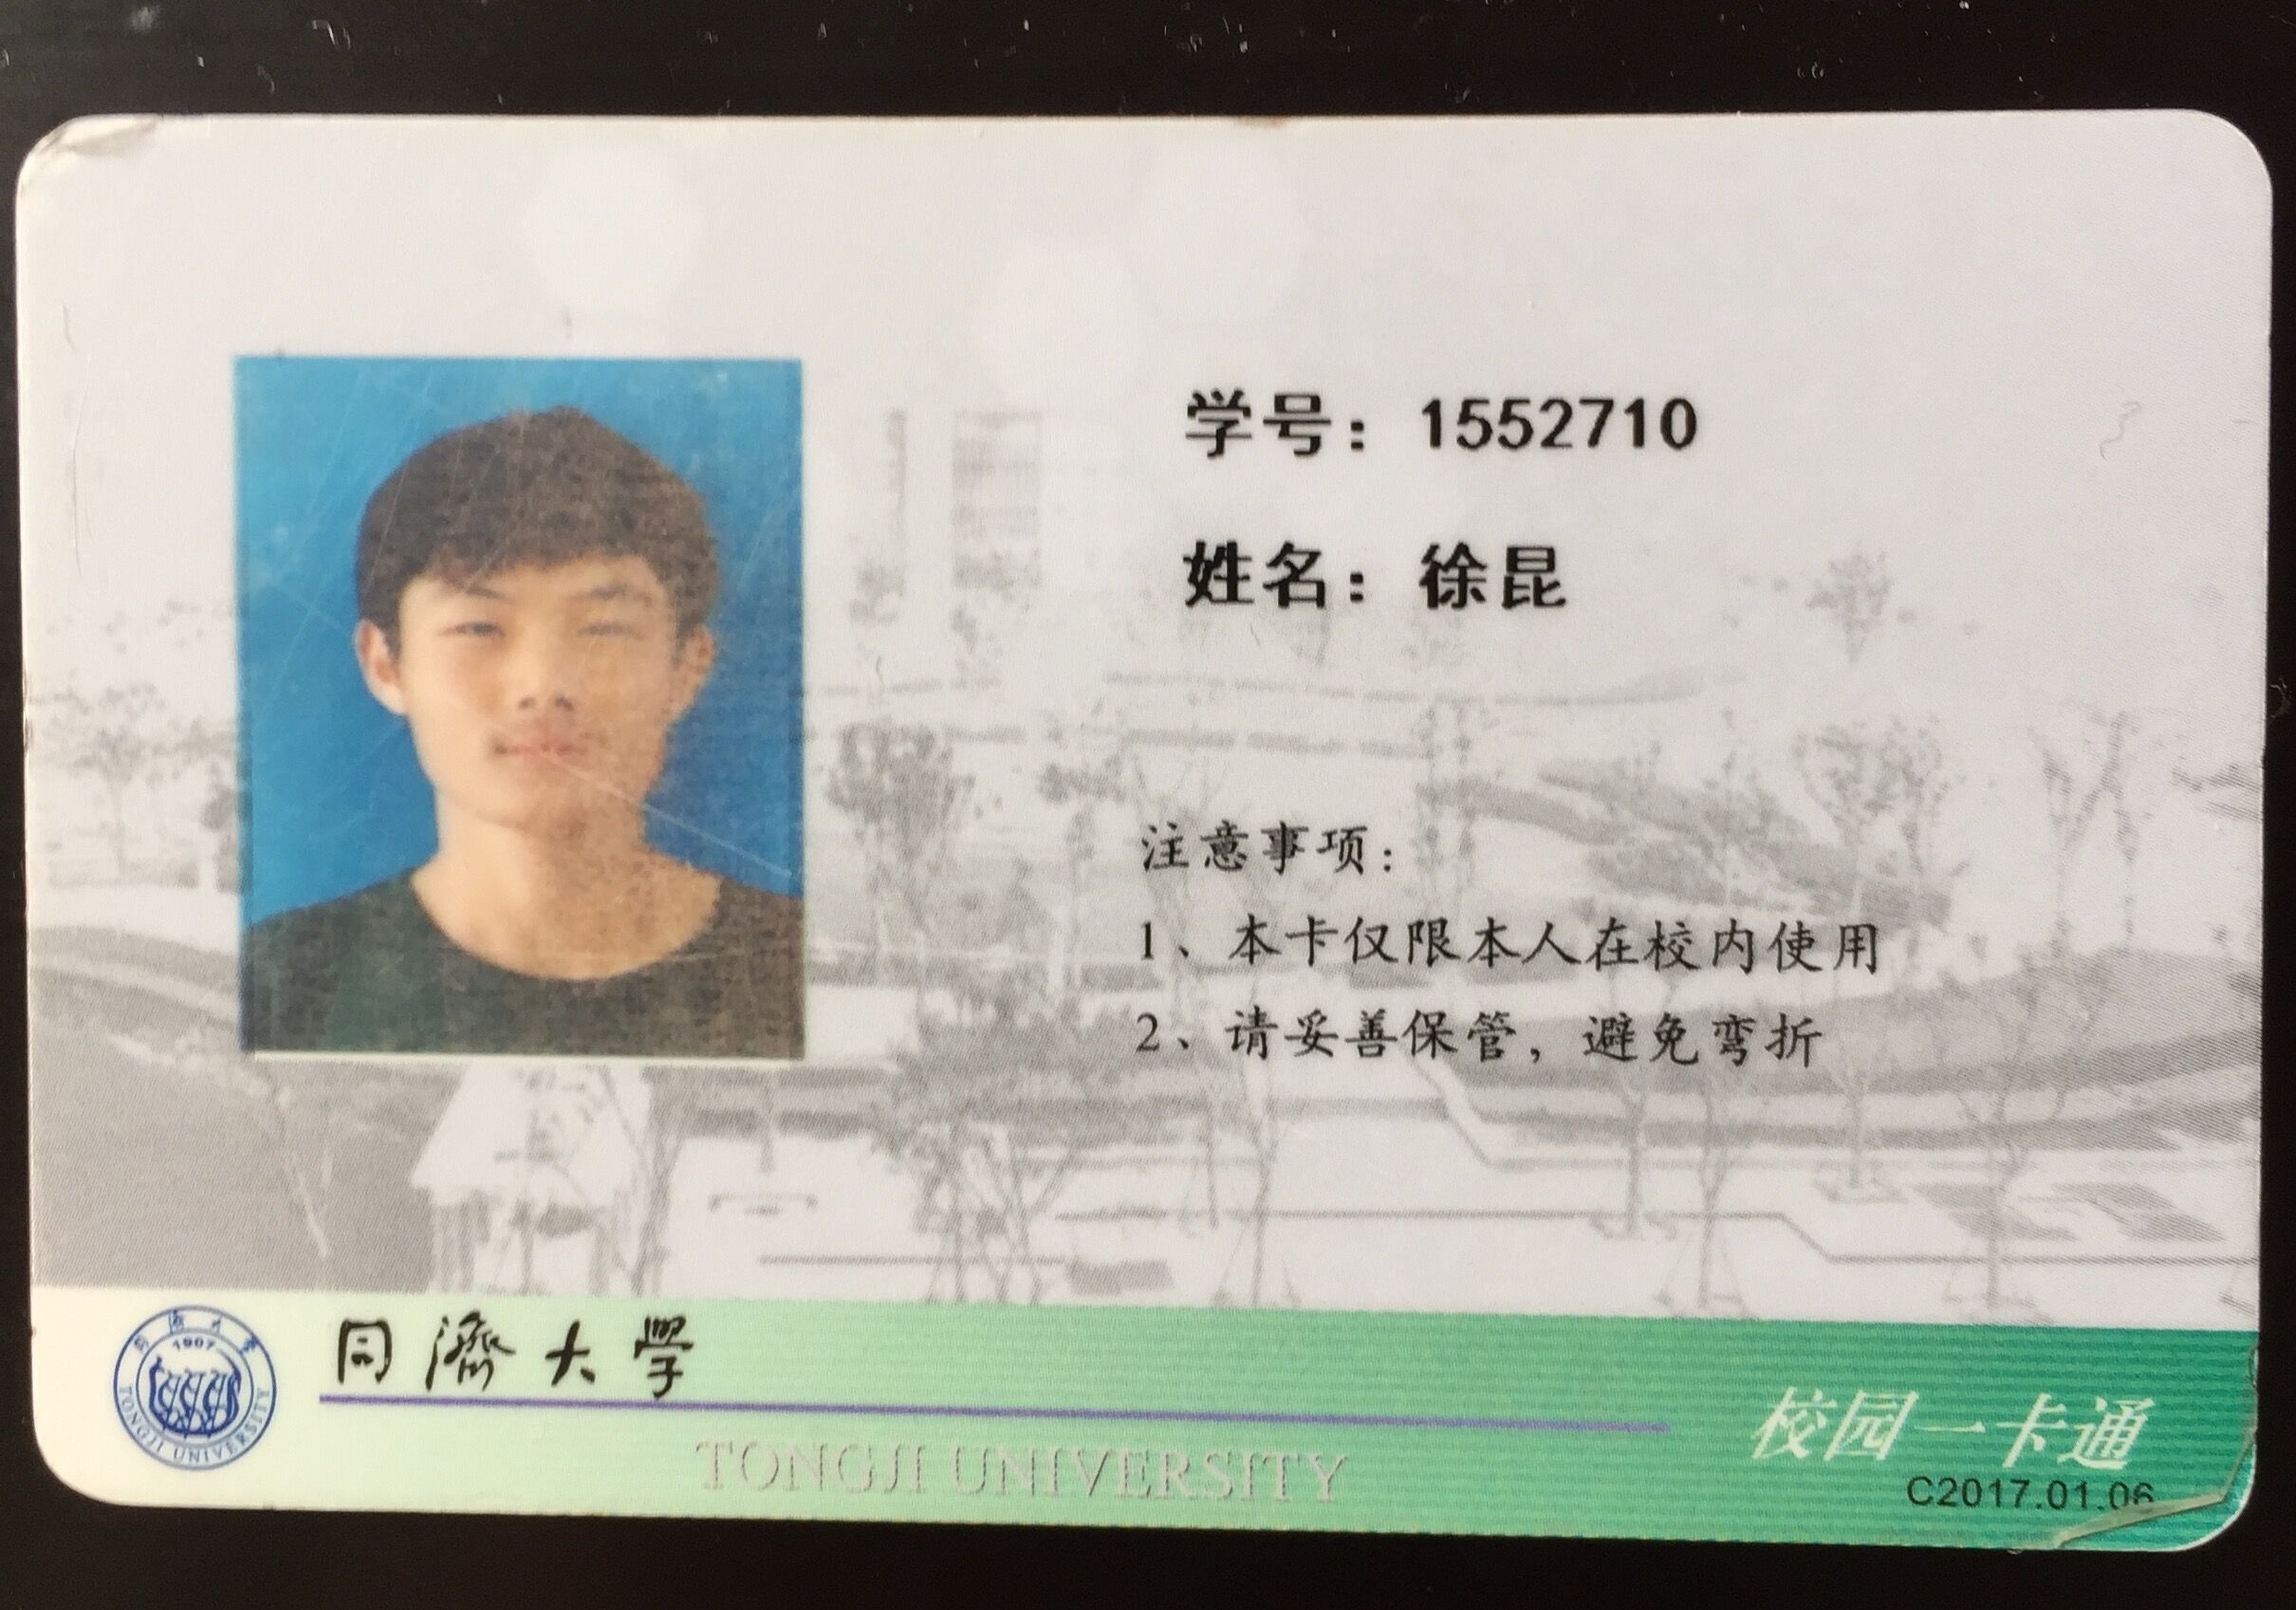 学号：1552710
姓名：徐昆
注意事项：
1、本卡仅限本人在校内使用
2、请妥善保管，避免弯折
同濟大學
1907
TONGJI UNIVERSITY
同濟大學
TONGJI UNIVERSITY
校园一卡通
C2017.01.06